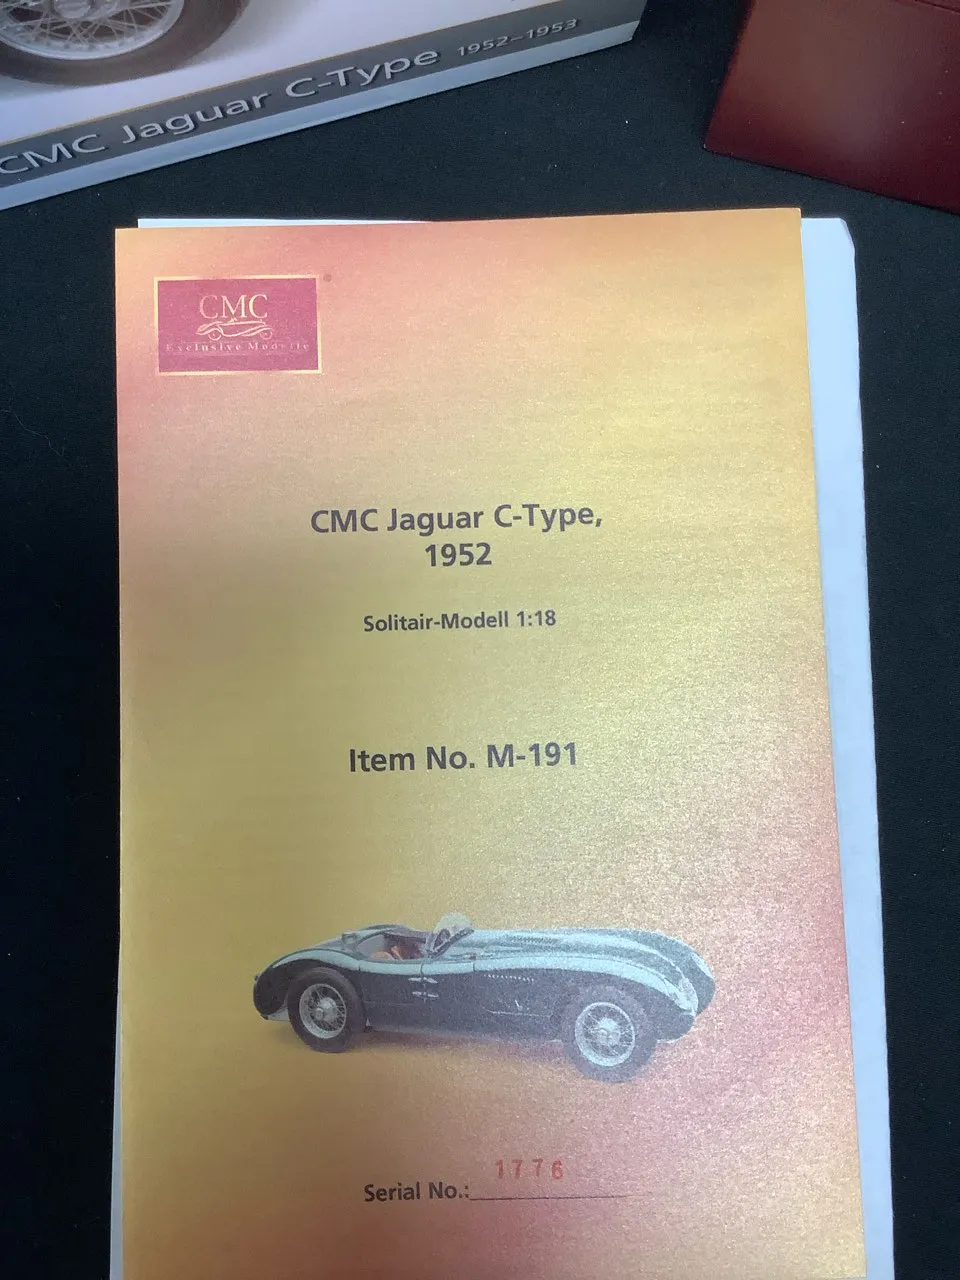 CMC Jaguar C-Type 1952–1953
CMC
Exclusive Modelle
CMC Jaguar C-Type,
1952
Solitair-Modell 1:18
Item No. M-191
1776
Serial No.: